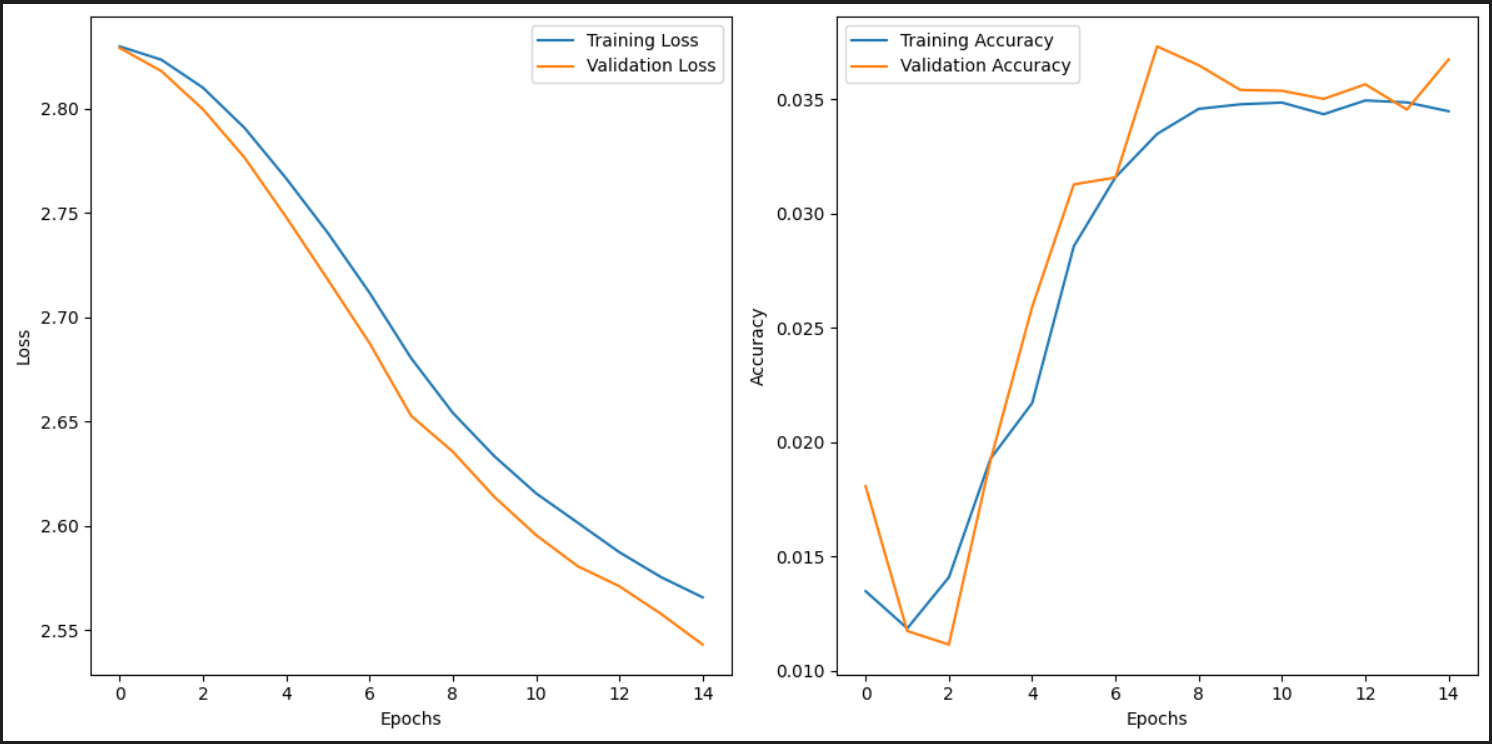 Training Loss
Validation Loss
2.80
2.75
2.70
2.65
2.60
2.55
Loss
0 2 4 6 8 10 12 14
Epochs
Training Accuracy
Validation Accuracy
0.035
0.030
0.025
0.020
0.015
0.010
Accuracy
0 2 4 6 8 10 12 14
Epochs